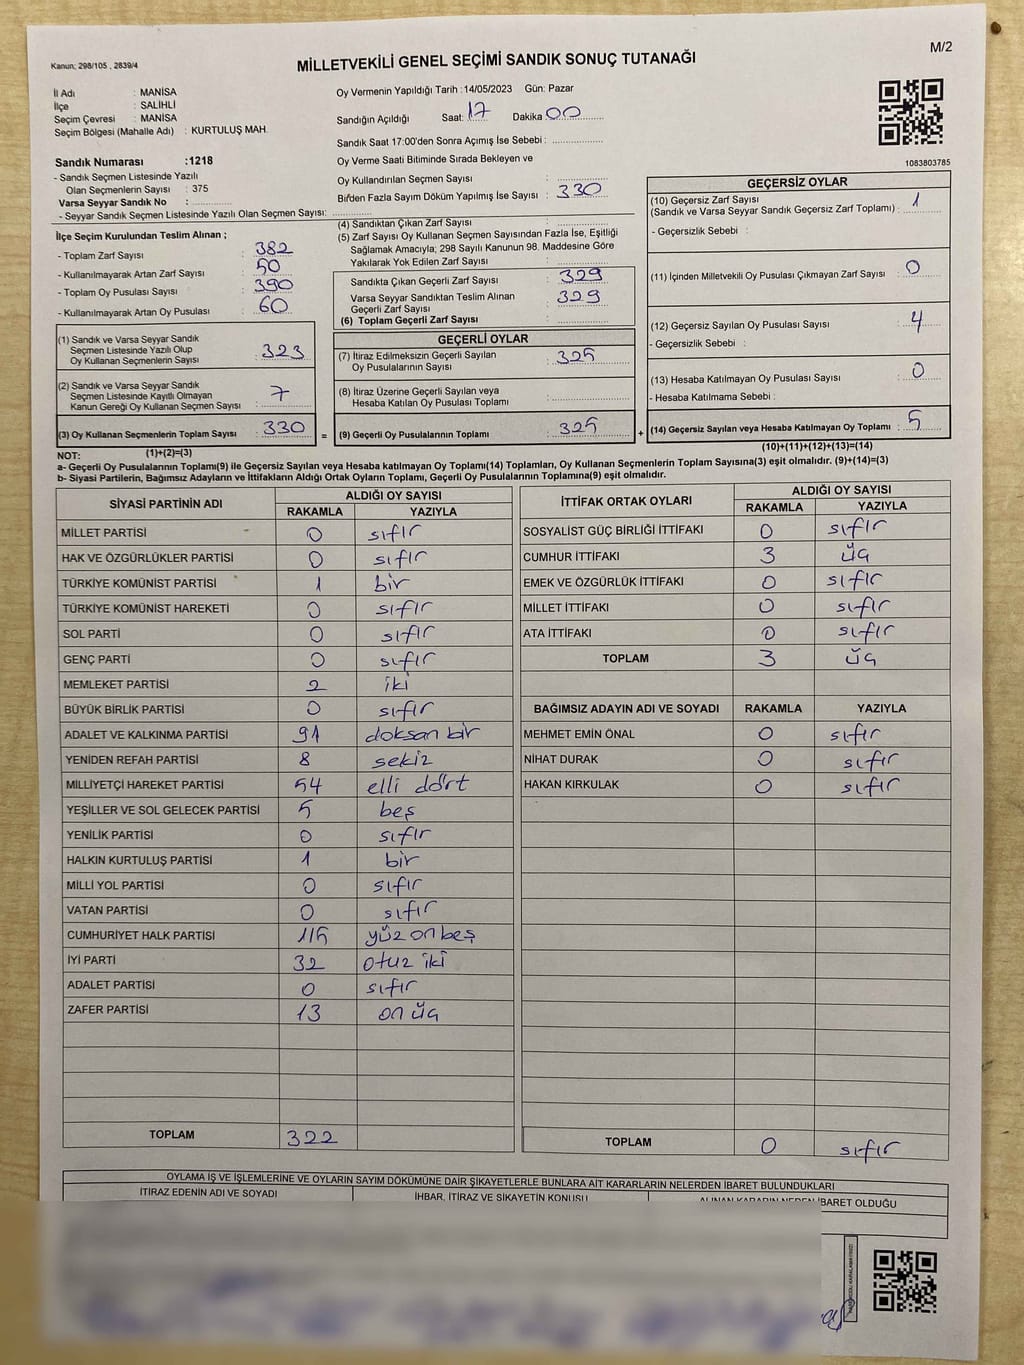 M/2
Kanun; 298/105 , 2839/4
MİLLETVEKİLİ GENEL SEÇİMİ SANDIK SONUÇ TUTANAĞI
İl Adı : MANİSA
İlçe : SALİHLİ
Seçim Çevresi : MANİSA
Seçim Bölgesi (Mahalle Adı) : KURTULUŞ MAH.
Sandık Numarası :1218
- Sandık Seçmen Listesinde Yazılı
Olan Seçmenlerin Sayısı : 375
Varsa Seyyar Sandık No :
- Seyyar Sandık Seçmen Listesinde Yazılı Olan Seçmen Sayısı:
Oy Vermenin Yapıldığı Tarih :14/05/2023 Gün: Pazar
Sandığın Açıldığı Saat: 17 Dakika 00
Sandık Saat 17:00'den Sonra Açımış İse Sebebi :
Oy Verme Saati Bitiminde Sırada Bekleyen ve
Oy Kullandırılan Seçmen Sayısı :
Birden Fazla Sayım Döküm Yapılmış İse Sayısı : 330
1083803785
İlçe Seçim Kurulundan Teslim Alınan ;
- Toplam Zarf Sayısı : 382
- Kullanılmayarak Artan Zarf Sayısı : 50
- Toplam Oy Pusulası Sayısı : 390
- Kullanılmayarak Artan Oy Pusulası : 60
(1) Sandık ve Varsa Seyyar Sandık
Seçmen Listesinde Yazılı Olup
Oy Kullanan Seçmenlerin Sayısı : 323
(2) Sandık ve Varsa Seyyar Sandık
Seçmen Listesinde Kayıtlı Olmayan
Kanun Gereği Oy Kullanan Seçmen Sayısı : 7
(3) Oy Kullanan Seçmenlerin Toplam Sayısı : 330
(1)+(2)=(3)
(4) Sandıktan Çıkan Zarf Sayısı :
(5) Zarf Sayısı Oy Kullanan Seçmen Sayısından Fazla İse, Eşitliği
Sağlamak Amacıyla; 298 Sayılı Kanunun 98. Maddesine Göre
Yakılarak Yok Edilen Zarf Sayısı :
Sandıkta Çıkan Geçerli Zarf Sayısı : 329
Varsa Seyyar Sandıktan Teslim Alınan : 329
Geçerli Zarf Sayısı
(6) Toplam Geçerli Zarf Sayısı :
GEÇERLİ OYLAR
(7) İtiraz Edilmeksizin Geçerli Sayılan : 325
Oy Pusulalarının Sayısı
(8) İtiraz Üzerine Geçerli Sayılan veya
Hesaba Katılan Oy Pusulası Toplamı :
= (9) Geçerli Oy Pusulalarının Toplamı : 325 +
GEÇERSİZ OYLAR
(10) Geçersiz Zarf Sayısı : 1
(Sandık ve Varsa Seyyar Sandık Geçersiz Zarf Toplamı) :
- Geçersizlik Sebebi :
(11) İçinden Milletvekili Oy Pusulası Çıkmayan Zarf Sayısı : 0
(12) Geçersiz Sayılan Oy Pusulası Sayısı : 4
- Geçersizlik Sebebi :
(13) Hesaba Katılmayan Oy Pusulası Sayısı : 0
- Hesaba Katılmama Sebebi :
(14) Geçersiz Sayılan veya Hesaba Katılmayan Oy Toplamı : 5
(10)+(11)+(12)+(13)=(14)
NOT:
a- Geçerli Oy Pusulalarının Toplamı(9) ile Geçersiz Sayılan veya Hesaba katılmayan Oy Toplamı(14) Toplamları, Oy Kullanan Seçmenlerin Toplam Sayısına(3) eşit olmalıdır. (9)+(14)=(3)
b- Siyasi Partilerin, Bağımsız Adayların ve İttifakların Aldığı Ortak Oyların Toplamı, Geçerli Oy Pusulalarının Toplamına(9) eşit olmalıdır.
SİYASİ PARTİNİN ADI ALDIĞI OY SAYISI
RAKAMLA YAZIYLA
MİLLET PARTİSİ 0 sıfır
HAK VE ÖZGÜRLÜKLER PARTİSİ 0 sıfır
TÜRKİYE KOMÜNİST PARTİSİ 1 bir
TÜRKİYE KOMÜNİST HAREKETİ 0 sıfır
SOL PARTİ 0 sıfır
GENÇ PARTİ 0 sıfır
MEMLEKET PARTİSİ 2 iki
BÜYÜK BİRLİK PARTİSİ 0 sıfır
ADALET VE KALKINMA PARTİSİ 91 doksan bir
YENİDEN REFAH PARTİSİ 8 sekiz
MİLLİYETÇİ HAREKET PARTİSİ 54 elli dört
YEŞİLLER VE SOL GELECEK PARTİSİ 5 beş
YENİLİK PARTİSİ 0 sıfır
HALKIN KURTULUŞ PARTİSİ 1 bir
MİLLİ YOL PARTİSİ 0 sıfır
VATAN PARTİSİ 0 sıfır
CUMHURİYET HALK PARTİSİ 115 yüz on beş
İYİ PARTİ 32 otuz iki
ADALET PARTİSİ 0 sıfır
ZAFER PARTİSİ 13 on üç
TOPLAM 322
İTTİFAK ORTAK OYLARI ALDIĞI OY SAYISI
RAKAMLA YAZIYLA
SOSYALİST GÜÇ BİRLİĞİ İTTİFAKI 0 sıfır
CUMHUR İTTİFAKI 3 üç
EMEK VE ÖZGÜRLÜK İTTİFAKI 0 sıfır
MİLLET İTTİFAKI 0 sıfır
ATA İTTİFAKI 0 sıfır
TOPLAM 3 üç
BAĞIMSIZ ADAYIN ADI VE SOYADI RAKAMLA YAZIYLA
MEHMET EMİN ÖNAL 0 sıfır
NİHAT DURAK 0 sıfır
HAKAN KIRKULAK 0 sıfır
TOPLAM 0 sıfır
OYLAMA İŞ VE İŞLEMLERİNE VE OYLARIN SAYIM DÖKÜMÜNE DAİR ŞİKAYETLERLE BUNLARA AİT KARARLARIN NELERDEN İBARET BULUNDUKLARI
İTİRAZ EDENİN ADI VE SOYADI İHBAR, İTİRAZ VE ŞİKAYETİN KONUSU ALINAN KARARIN NEDEN İBARET OLDUĞU